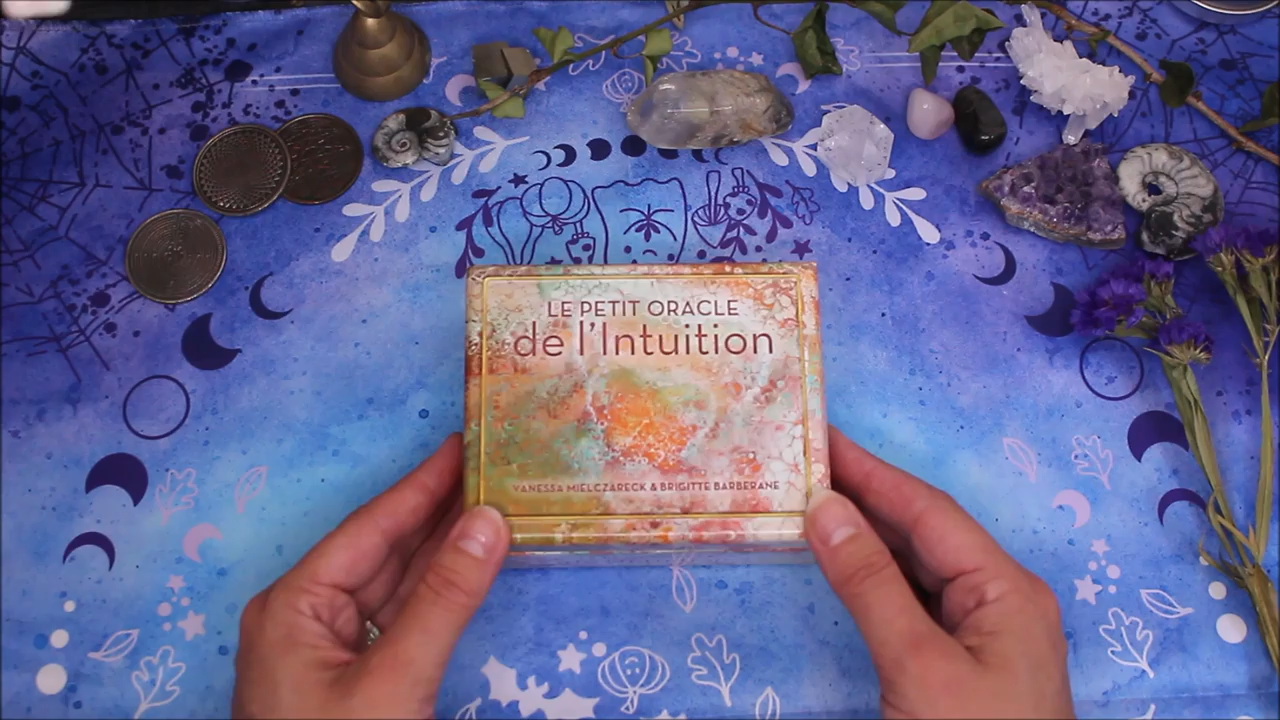 LE PETIT ORACLE
de l'Intuition
VANESSA MIELCZARECK & BRIGITTE BARBERANE